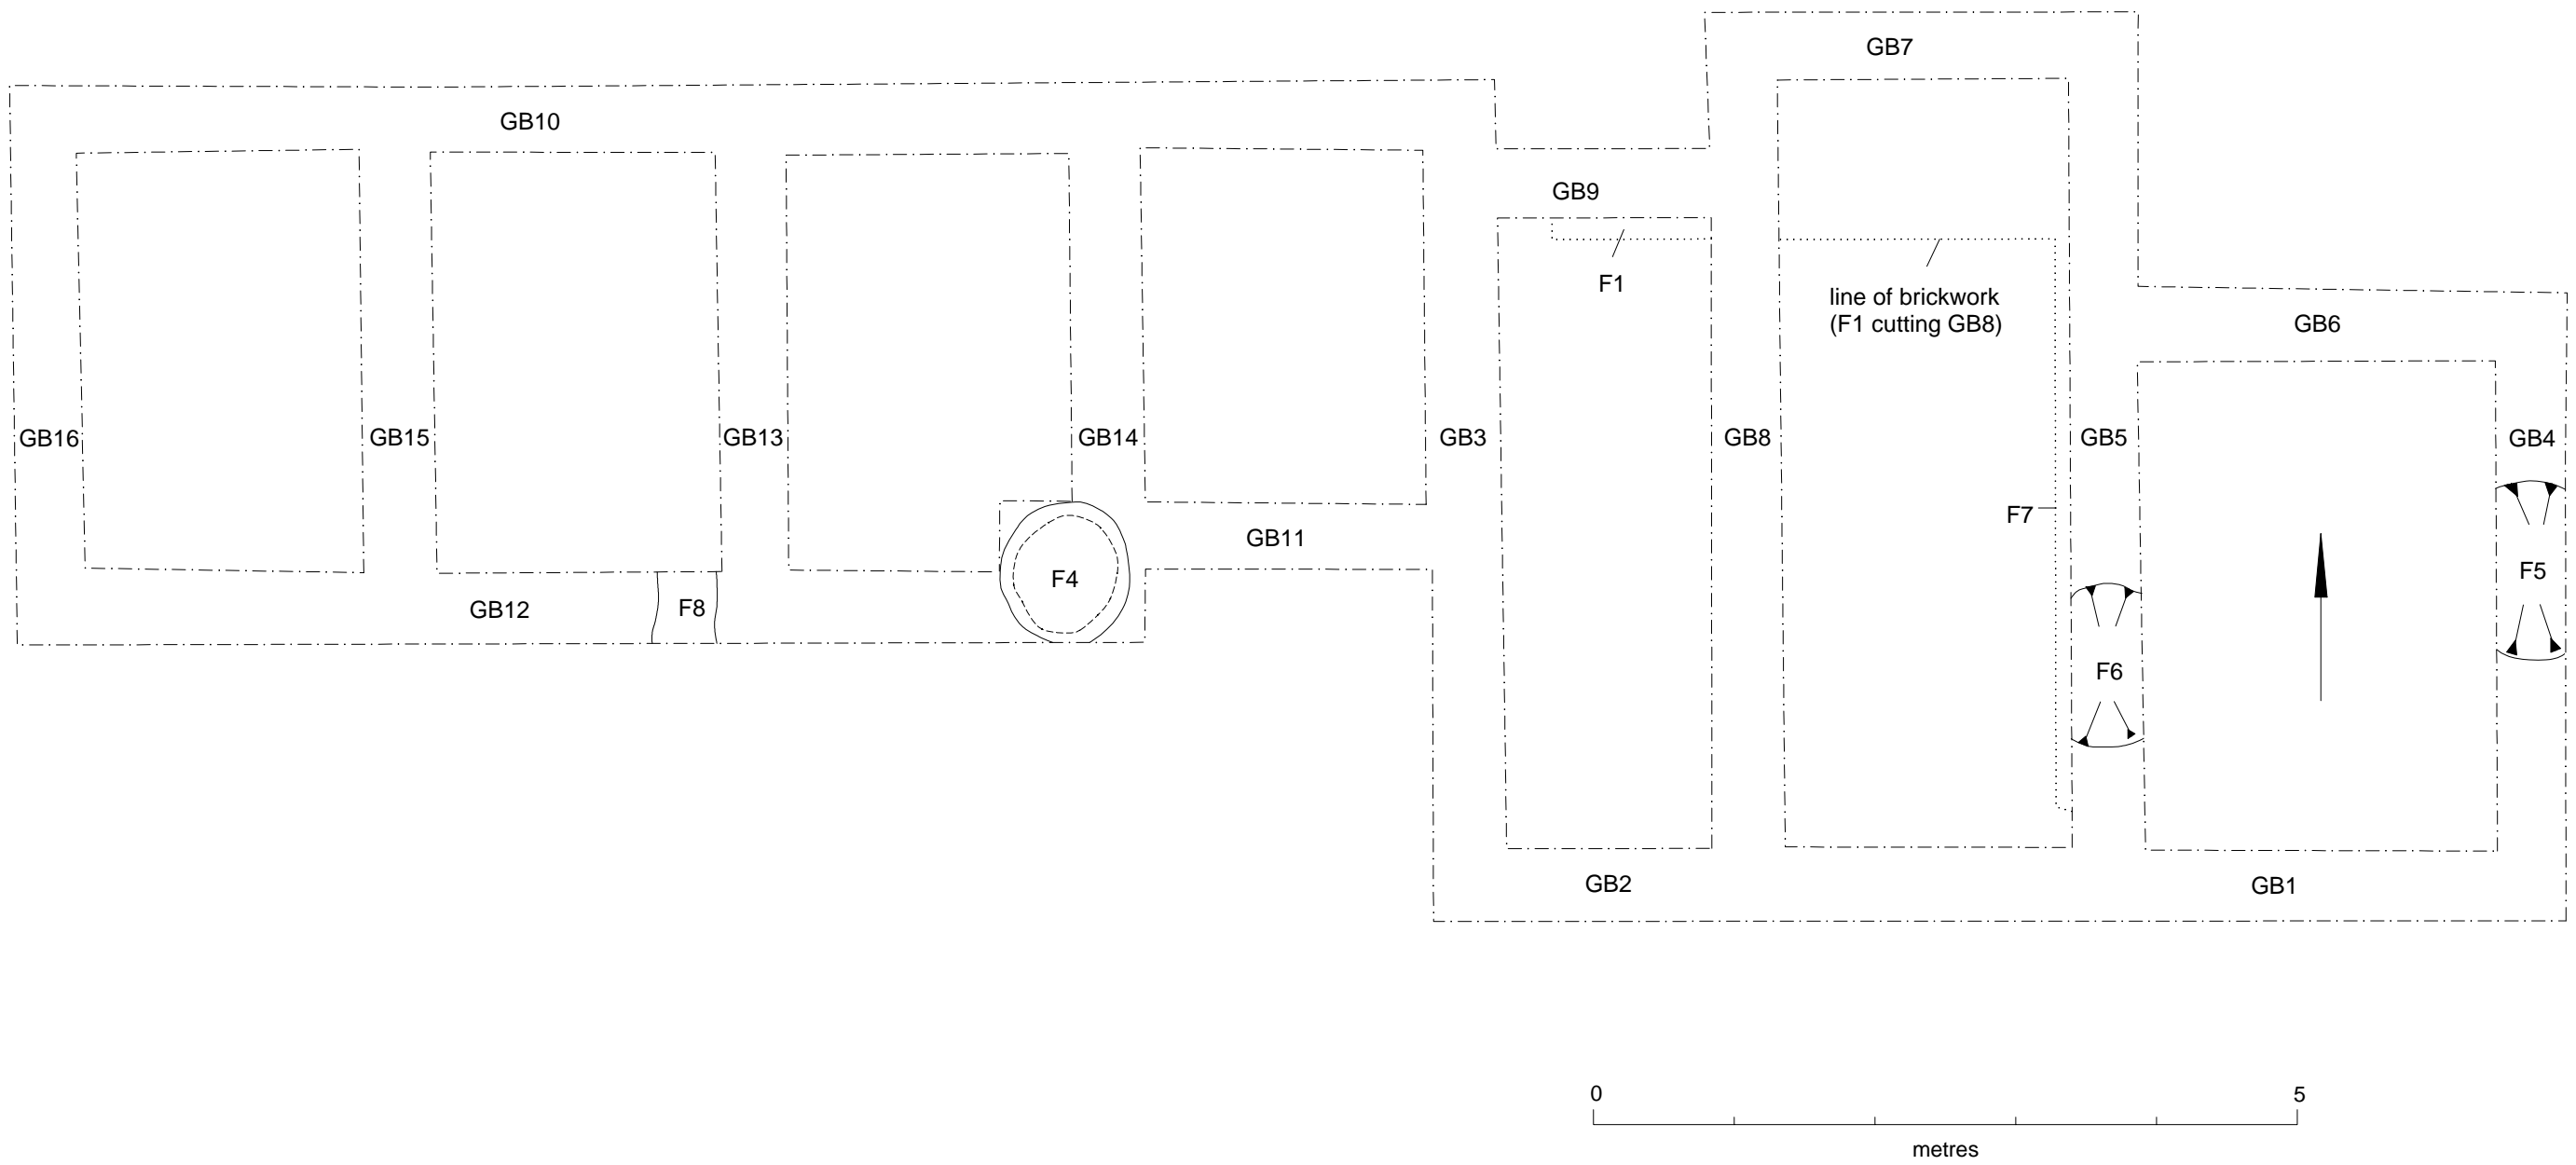 GB7
GB10
GB9
F1
line of brickwork
(F1 cutting GB8)
GB6
GB16
GB15
GB13
GB14
GB3
GB8
GB5
GB4
F7
GB11
F4
F5
GB12
F8
F6
GB2
GB1
0
5
metres